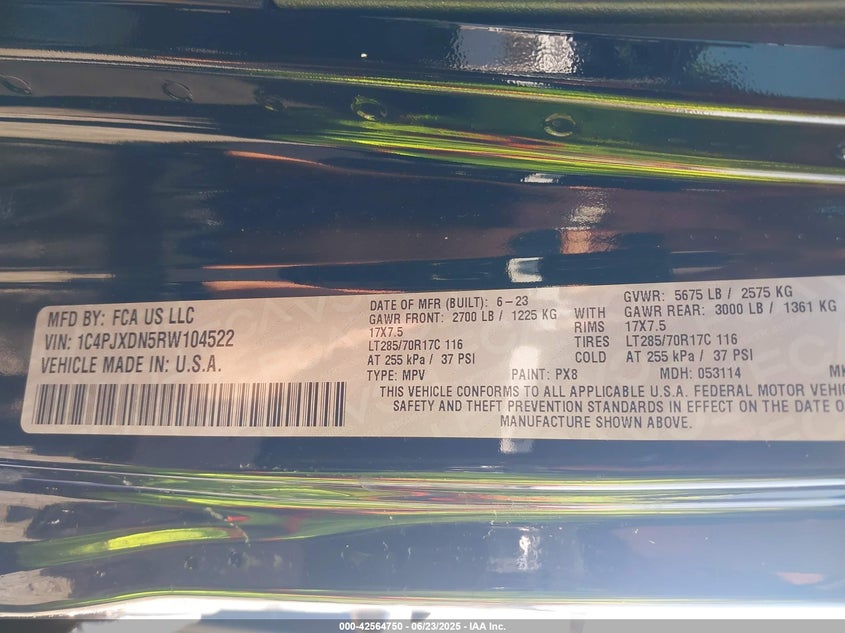 MFD BY: FCA US LLC
VIN: 1C4PJXDN5RW104522
VEHICLE MADE IN: U.S.A.
DATE OF MFR (BUILT): 6-23
GVWR: 5675 LB / 2575 KG
GAWR FRONT: 2700 LB / 1225 KG WITH GAWR REAR: 3000 LB / 1361 KG
17X7.5 RIMS 17X7.5
LT285/70R17C 116 TIRES LT285/70R17C 116
AT 255 kPa / 37 PSI COLD AT 255 kPa / 37 PSI
TYPE: MPV PAINT: PX8 MDH: 053114
THIS VEHICLE CONFORMS TO ALL APPLICABLE U.S.A. FEDERAL MOTOR
SAFETY AND THEFT PREVENTION STANDARDS IN EFFECT ON THE DATE OF
MANUFACTURE SHOWN ABOVE.
000-42564750 - 06/23/2025 - IAA Inc.